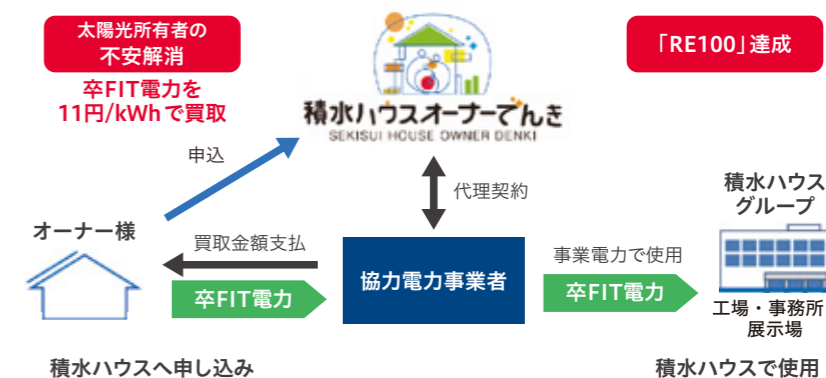 太陽光所有者の
不安解消
卒FIT電力を
11円/kWhで買取
積水ハウスオーナーでんき
SEKISUI HOUSE OWNER DENKI
「RE100」達成
申込
代理契約
積水ハウス
グループ
オーナー様
買取金額支払
卒FIT電力
協力電力事業者
事業電力で使用
卒FIT電力
工場・事務所
展示場
積水ハウスへ申し込み
積水ハウスで使用